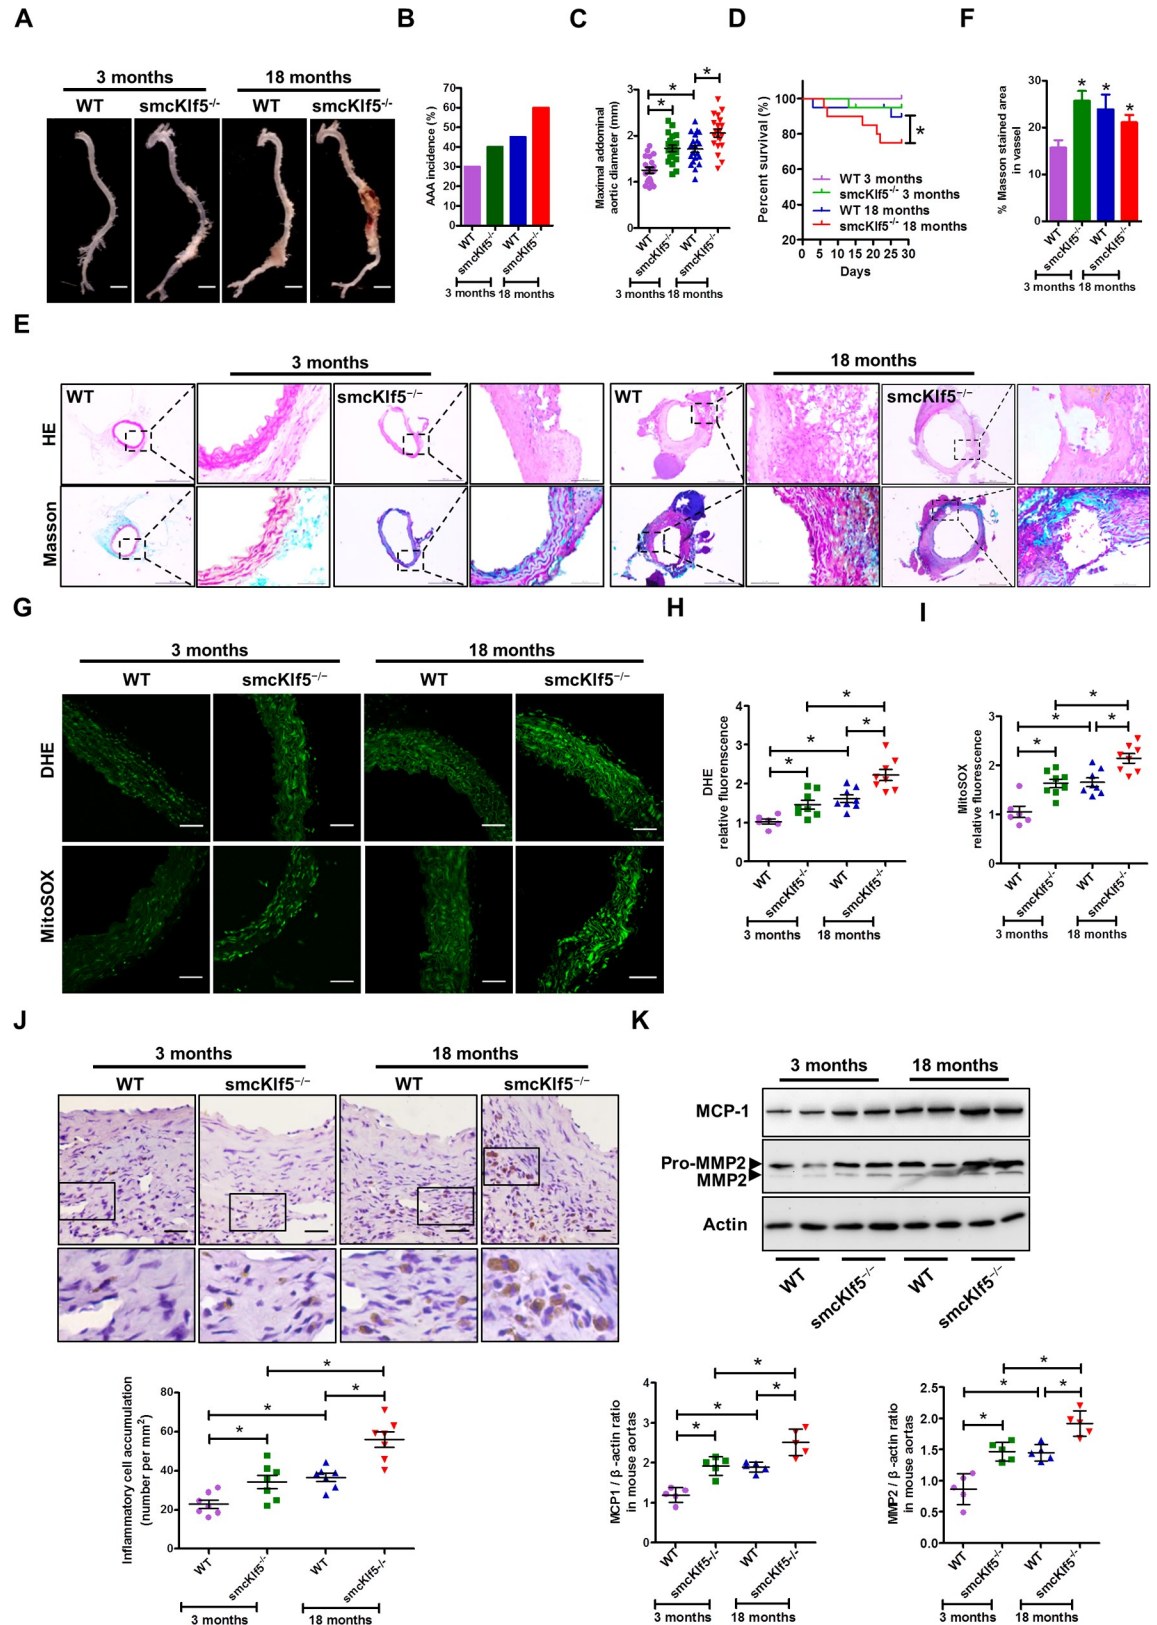 A
B
C
D
F
3 months
18 months
WT
smcKlf5-/-
WT
smcKlf5-/-
AAA incidence (%)
70
60
50
40
30
20
10
0
WT
smcKlf5-/-
WT
smcKlf5-/-
3 months
18 months
Maximal addominal
aortic diameter (mm)
3
2
1
0
*
*
*
WT
smcKlf5-/-
WT
smcKlf5-/-
3 months
18 months
Percent survival (%)
100
80
60
40
20
*
WT 3 months
smcKlf5-/- 3 months
WT 18 months
smcKlf5-/- 18 months
0 5 10 15 20 25 30
Days
% Masson stained area
in vessel
30
20
10
0
*
*
*
WT
smcKlf5-/-
WT
smcKlf5-/-
3 months
18 months
E
3 months
18 months
HE
WT
smcKlf5−/−
WT
smcKlf5−/−
Masson
G
H
I
3 months
18 months
WT
smcKlf5−/−
WT
smcKlf5−/−
DHE
MitoSOX
DHE
relative fluorenscence
4
3
2
1
0
*
*
*
*
WT
smcKlf5-/-
WT
smcKlf5-/-
3 months
18 months
MitoSOX
relative fluorescence
3
2
1
0
*
*
*
*
WT
smcKlf5-/-
WT
smcKlf5-/-
3 months
18 months
J
K
3 months
18 months
WT
smcKlf5−/−
WT
smcKlf5−/−
Inflammatory cell accumulation
(number per mm2)
80
60
40
20
0
*
*
*
*
WT
smcKlf5-/-
WT
smcKlf5-/-
3 months
18 months
3 months
18 months
MCP-1
Pro-MMP2
MMP2
Actin
WT
smcKlf5-/-
WT
smcKlf5-/-
MCP1 / β -actin ratio
in mouse aortas
4
3
2
1
0
*
*
*
*
WT
smcKlf5-/-
WT
smcKlf5-/-
3 months
18 months
MMP2 / β -actin ratio
in mouse aortas
2.5
2.0
1.5
1.0
0.5
0.0
*
*
*
*
WT
smcKlf5-/-
WT
smcKlf5-/-
3 months
18 months